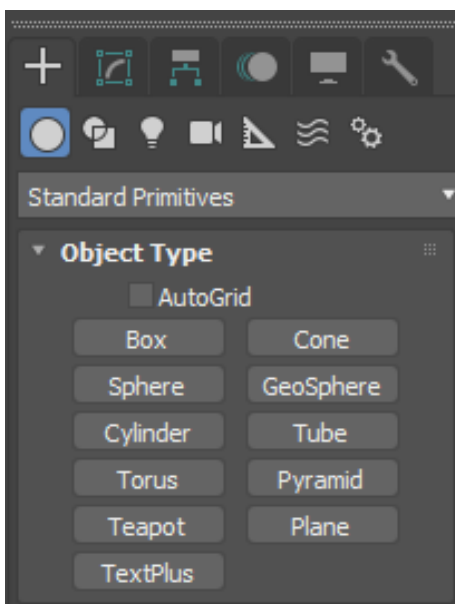 Standard Primitives
Object Type
AutoGrid
Box Cone
Sphere GeoSphere
Cylinder Tube
Torus Pyramid
Teapot Plane
TextPlus